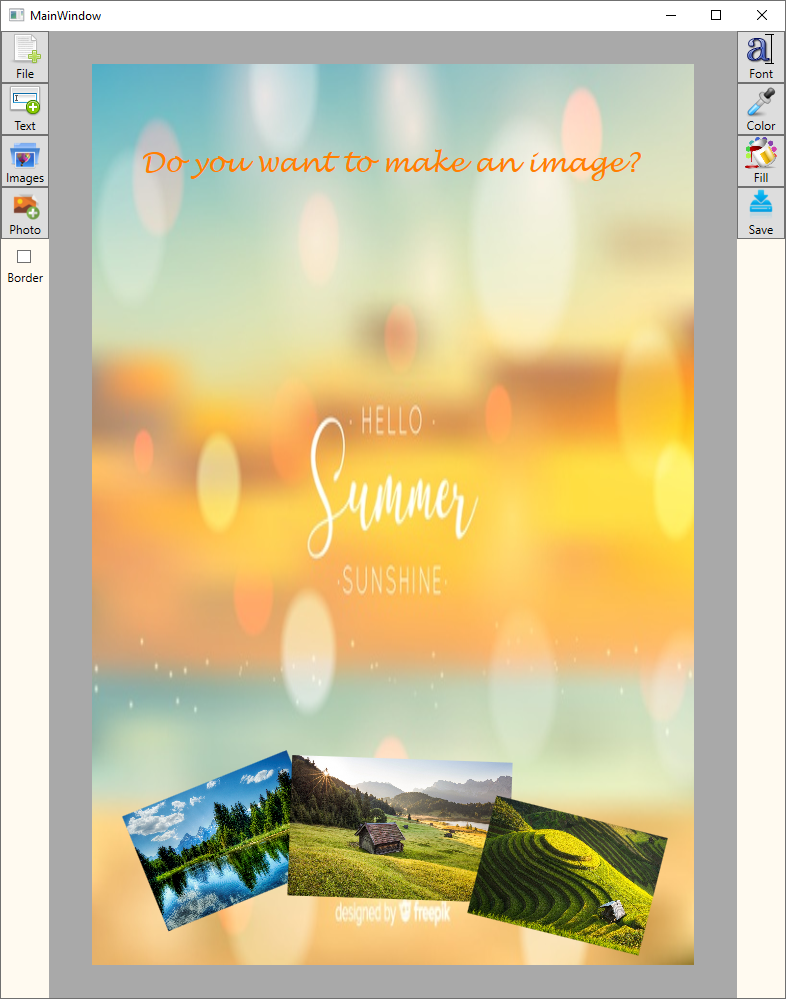 MainWindow
File
Text
Images
Photo
Border
Font
Color
Fill
Save
Do you want to make an image?
· HELLO ·
Summer
·SUNSHINE·
designed by freepik